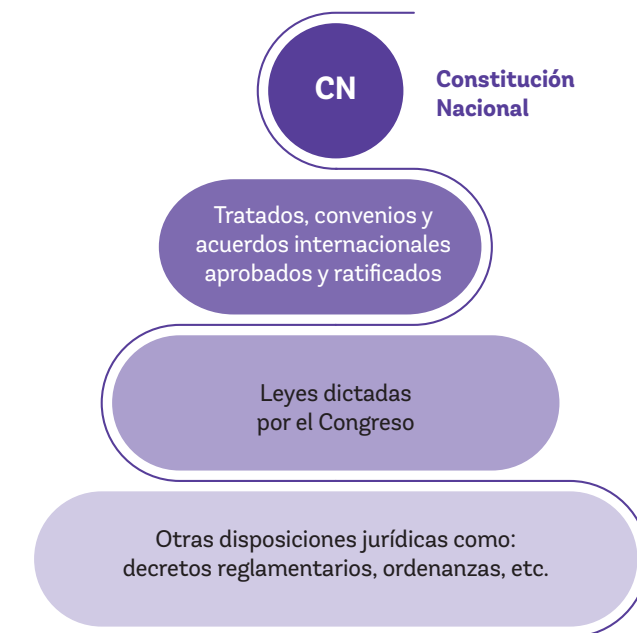 CN
Constitución
Nacional
Tratados, convenios y
acuerdos internacionales
aprobados y ratificados
Leyes dictadas
por el Congreso
Otras disposiciones jurídicas como:
decretos reglamentarios, ordenanzas, etc.